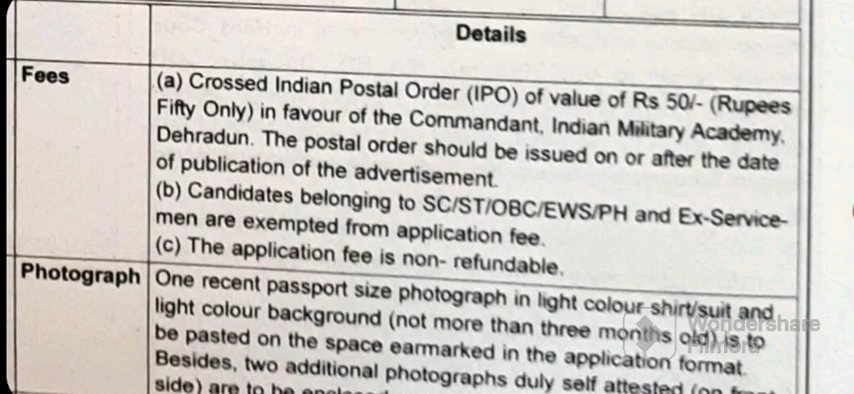 Details
Fees
(a) Crossed Indian Postal Order (IPO) of value of Rs 50/- (Rupees
Fifty Only) in favour of the Commandant, Indian Military Academy,
Dehradun. The postal order should be issued on or after the date
of publication of the advertisement.
(b) Candidates belonging to SC/ST/OBC/EWS/PH and Ex-Service-
men are exempted from application fee.
(c) The application fee is non- refundable.
Photograph
One recent passport size photograph in light colour shirt/suit and
light colour background (not more than three months old) is to
be pasted on the space earmarked in the application format.
Besides, two additional photographs duly self attested (on front
side) are to be
Wondershare
Filmora